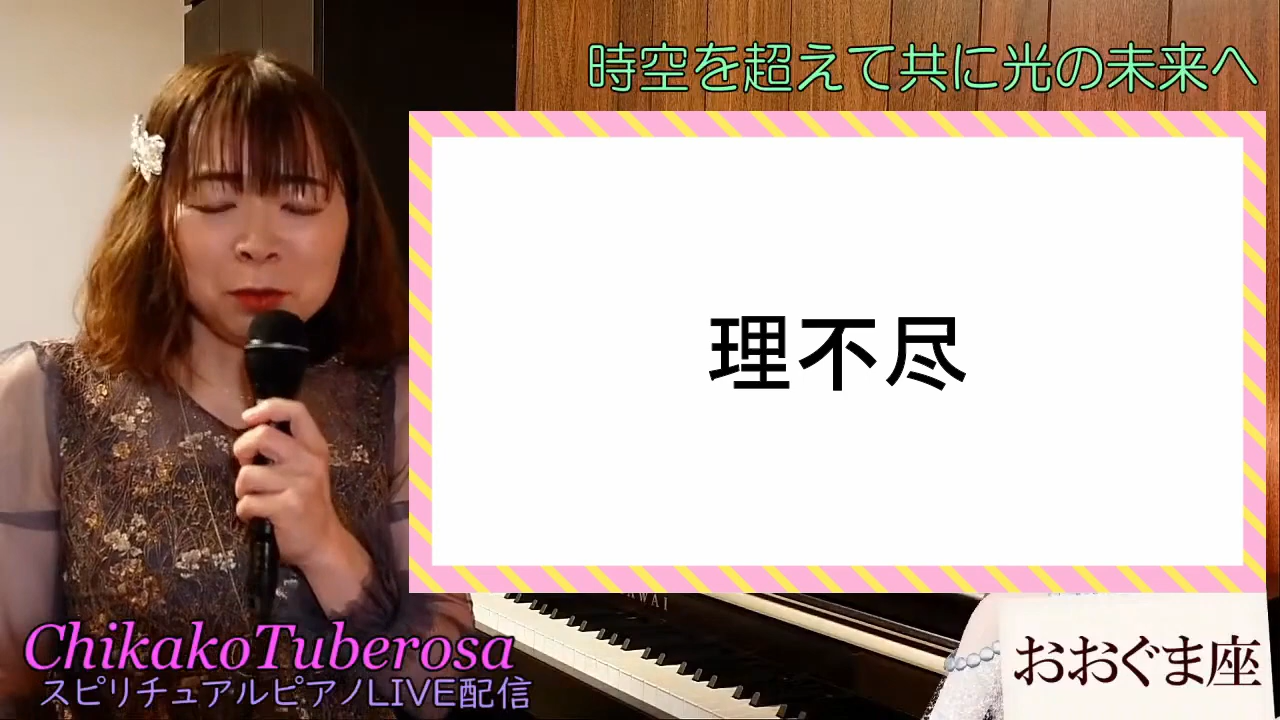 時空を超えて共に光の未来へ
理不尽
WAI
ChikakoTuberosa
スピリチュアルピアノLIVE配信
おおぐま座